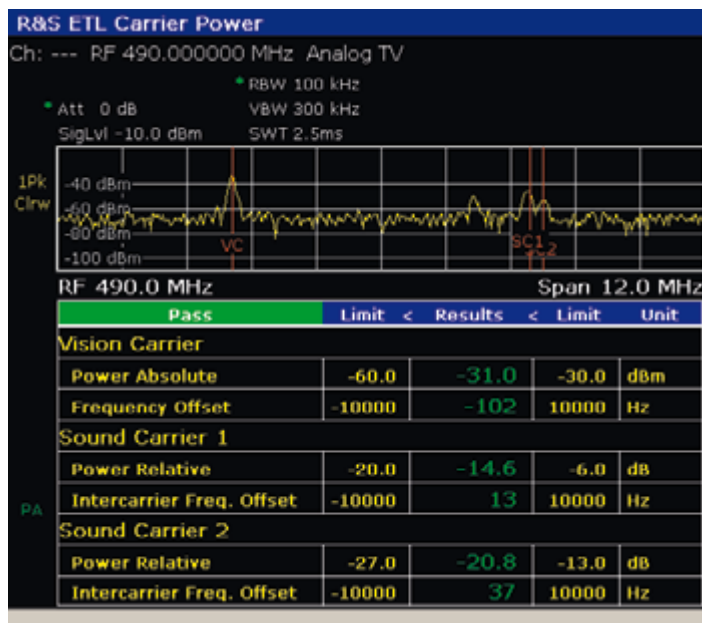 R&S ETL Carrier Power
Ch: --- RF 490.000000 MHz Analog TV
* RBW 100 kHz
* Att 0 dB VBW 300 kHz
SigLvl -10.0 dBm SWT 2.5ms
1Pk
Clrw
-40 dBm
-60 dBm
-80 dBm
-100 dBm
VC
SC1
RF 490.0 MHz Span 12.0 MHz
Pass Limit < Results < Limit Unit
Vision Carrier
Power Absolute -60.0 -31.0 -30.0 dBm
Frequency Offset -10000 -102 10000 Hz
Sound Carrier 1
Power Relative -20.0 -14.6 -6.0 dB
Intercarrier Freq. Offset -10000 13 10000 Hz
PA
Sound Carrier 2
Power Relative -27.0 -20.8 -13.0 dB
Intercarrier Freq. Offset -10000 37 10000 Hz